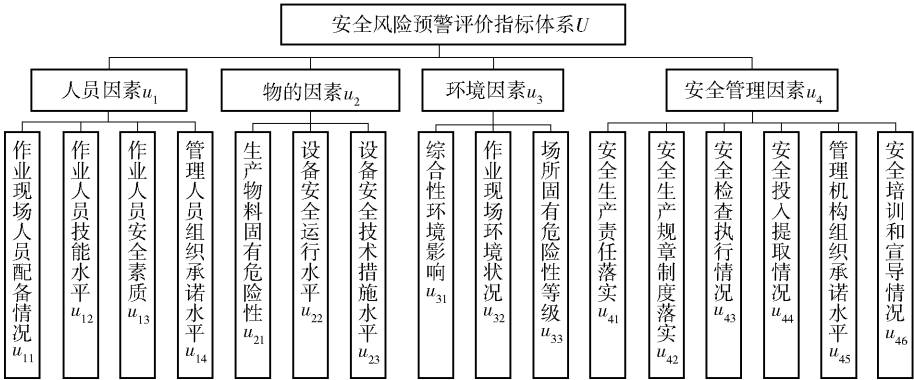 安全风险预警评价指标体系U
人员因素u1
物的因素u2
环境因素u3
安全管理因素u4
作业现场人员配备情况u11
作业人员技能水平u12
作业人员安全素质u13
管理人员组织承诺水平u14
生产物料固有危险性u21
设备安全运行水平u22
设备安全技术措施水平u23
综合性环境影响u31
作业现场环境状况u32
场所固有危险性等级u33
安全生产责任落实u41
安全生产规章制度落实u42
安全检查执行情况u43
安全投入提取情况u44
管理机构组织承诺水平u45
安全培训和宣导情况u46